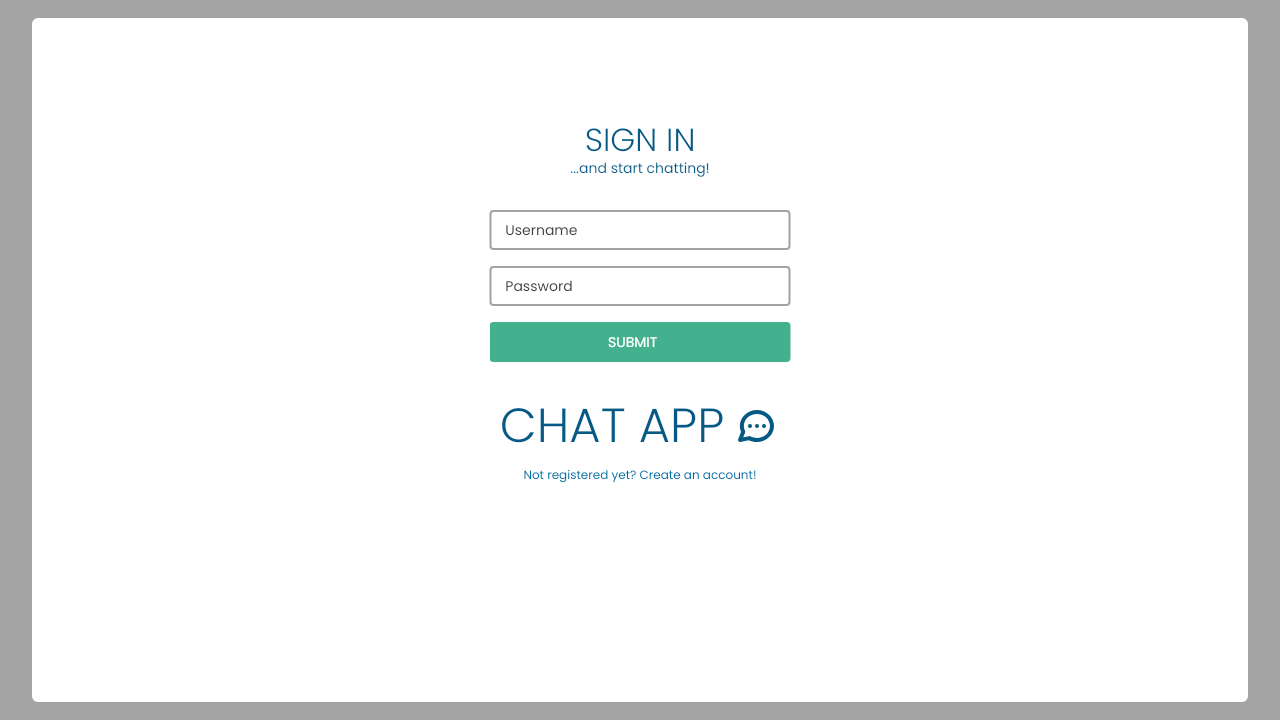 SIGN IN
...and start chatting!
Username
Password
SUBMIT
CHAT APP
Not registered yet? Create an account!